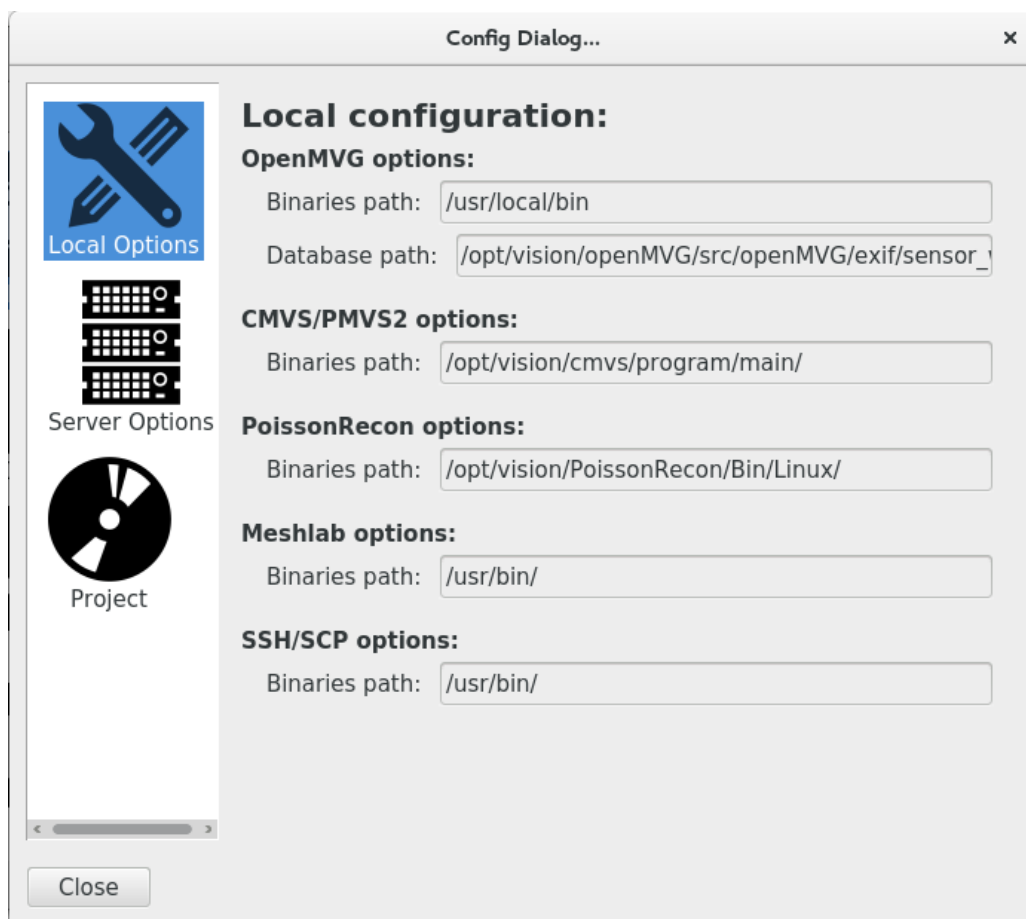 Config Dialog...
Local Options
Server Options
Project
Local configuration:
OpenMVG options:
Binaries path: /usr/local/bin
Database path: /opt/vision/openMVG/src/openMVG/exif/sensor_
CMVS/PMVS2 options:
Binaries path: /opt/vision/cmvs/program/main/
PoissonRecon options:
Binaries path: /opt/vision/PoissonRecon/Bin/Linux/
Meshlab options:
Binaries path: /usr/bin/
SSH/SCP options:
Binaries path: /usr/bin/
Close